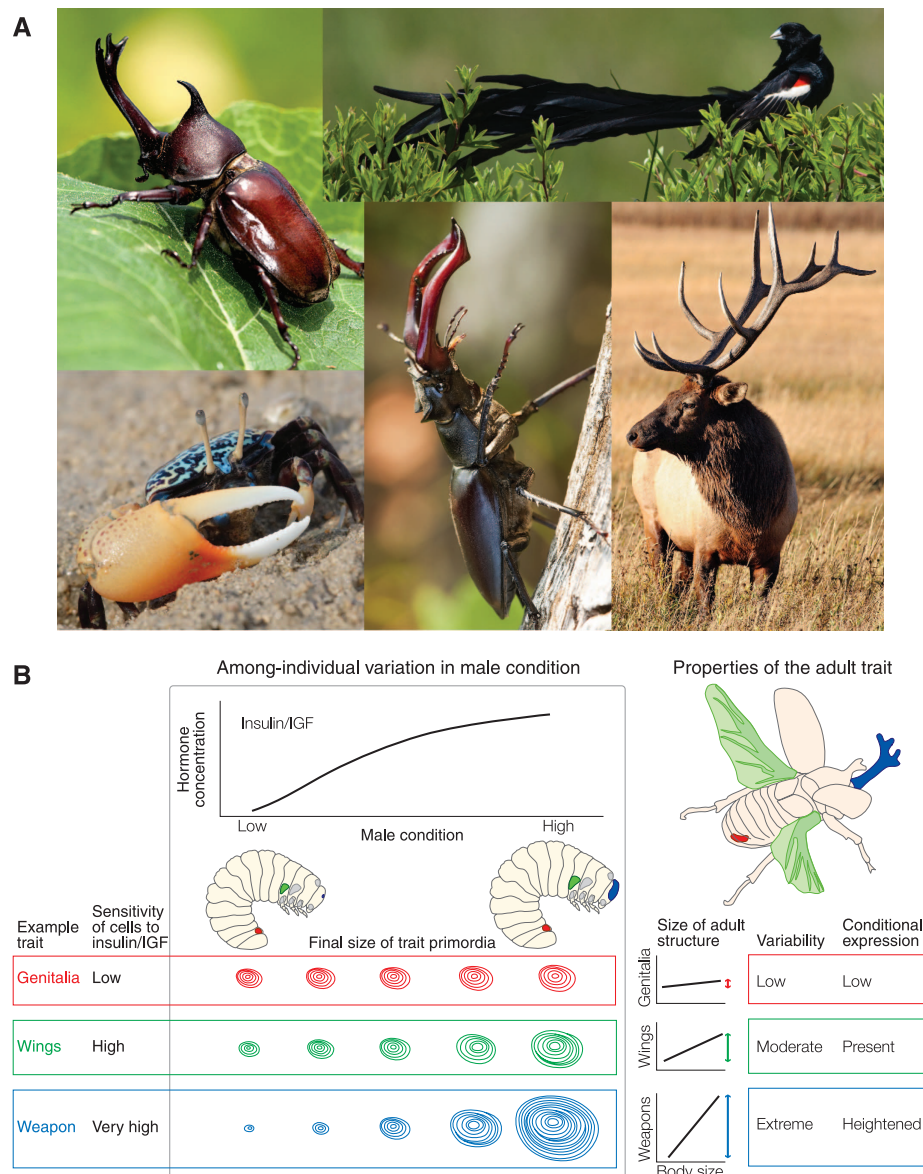 A
B
Among-individual variation in male condition
Properties of the adult trait
Hormone
concentration
Insulin/IGF
Low
Male condition
High
Example
trait
Sensitivity
of cells to
insulin/IGF
Final size of trait primordia
Size of adult
structure
Variability
Conditional
expression
Genitalia
Low
Genitalia
Low
Low
Wings
High
Wings
Moderate
Present
Weapon
Very high
Weapons
Extreme
Heightened
Body size